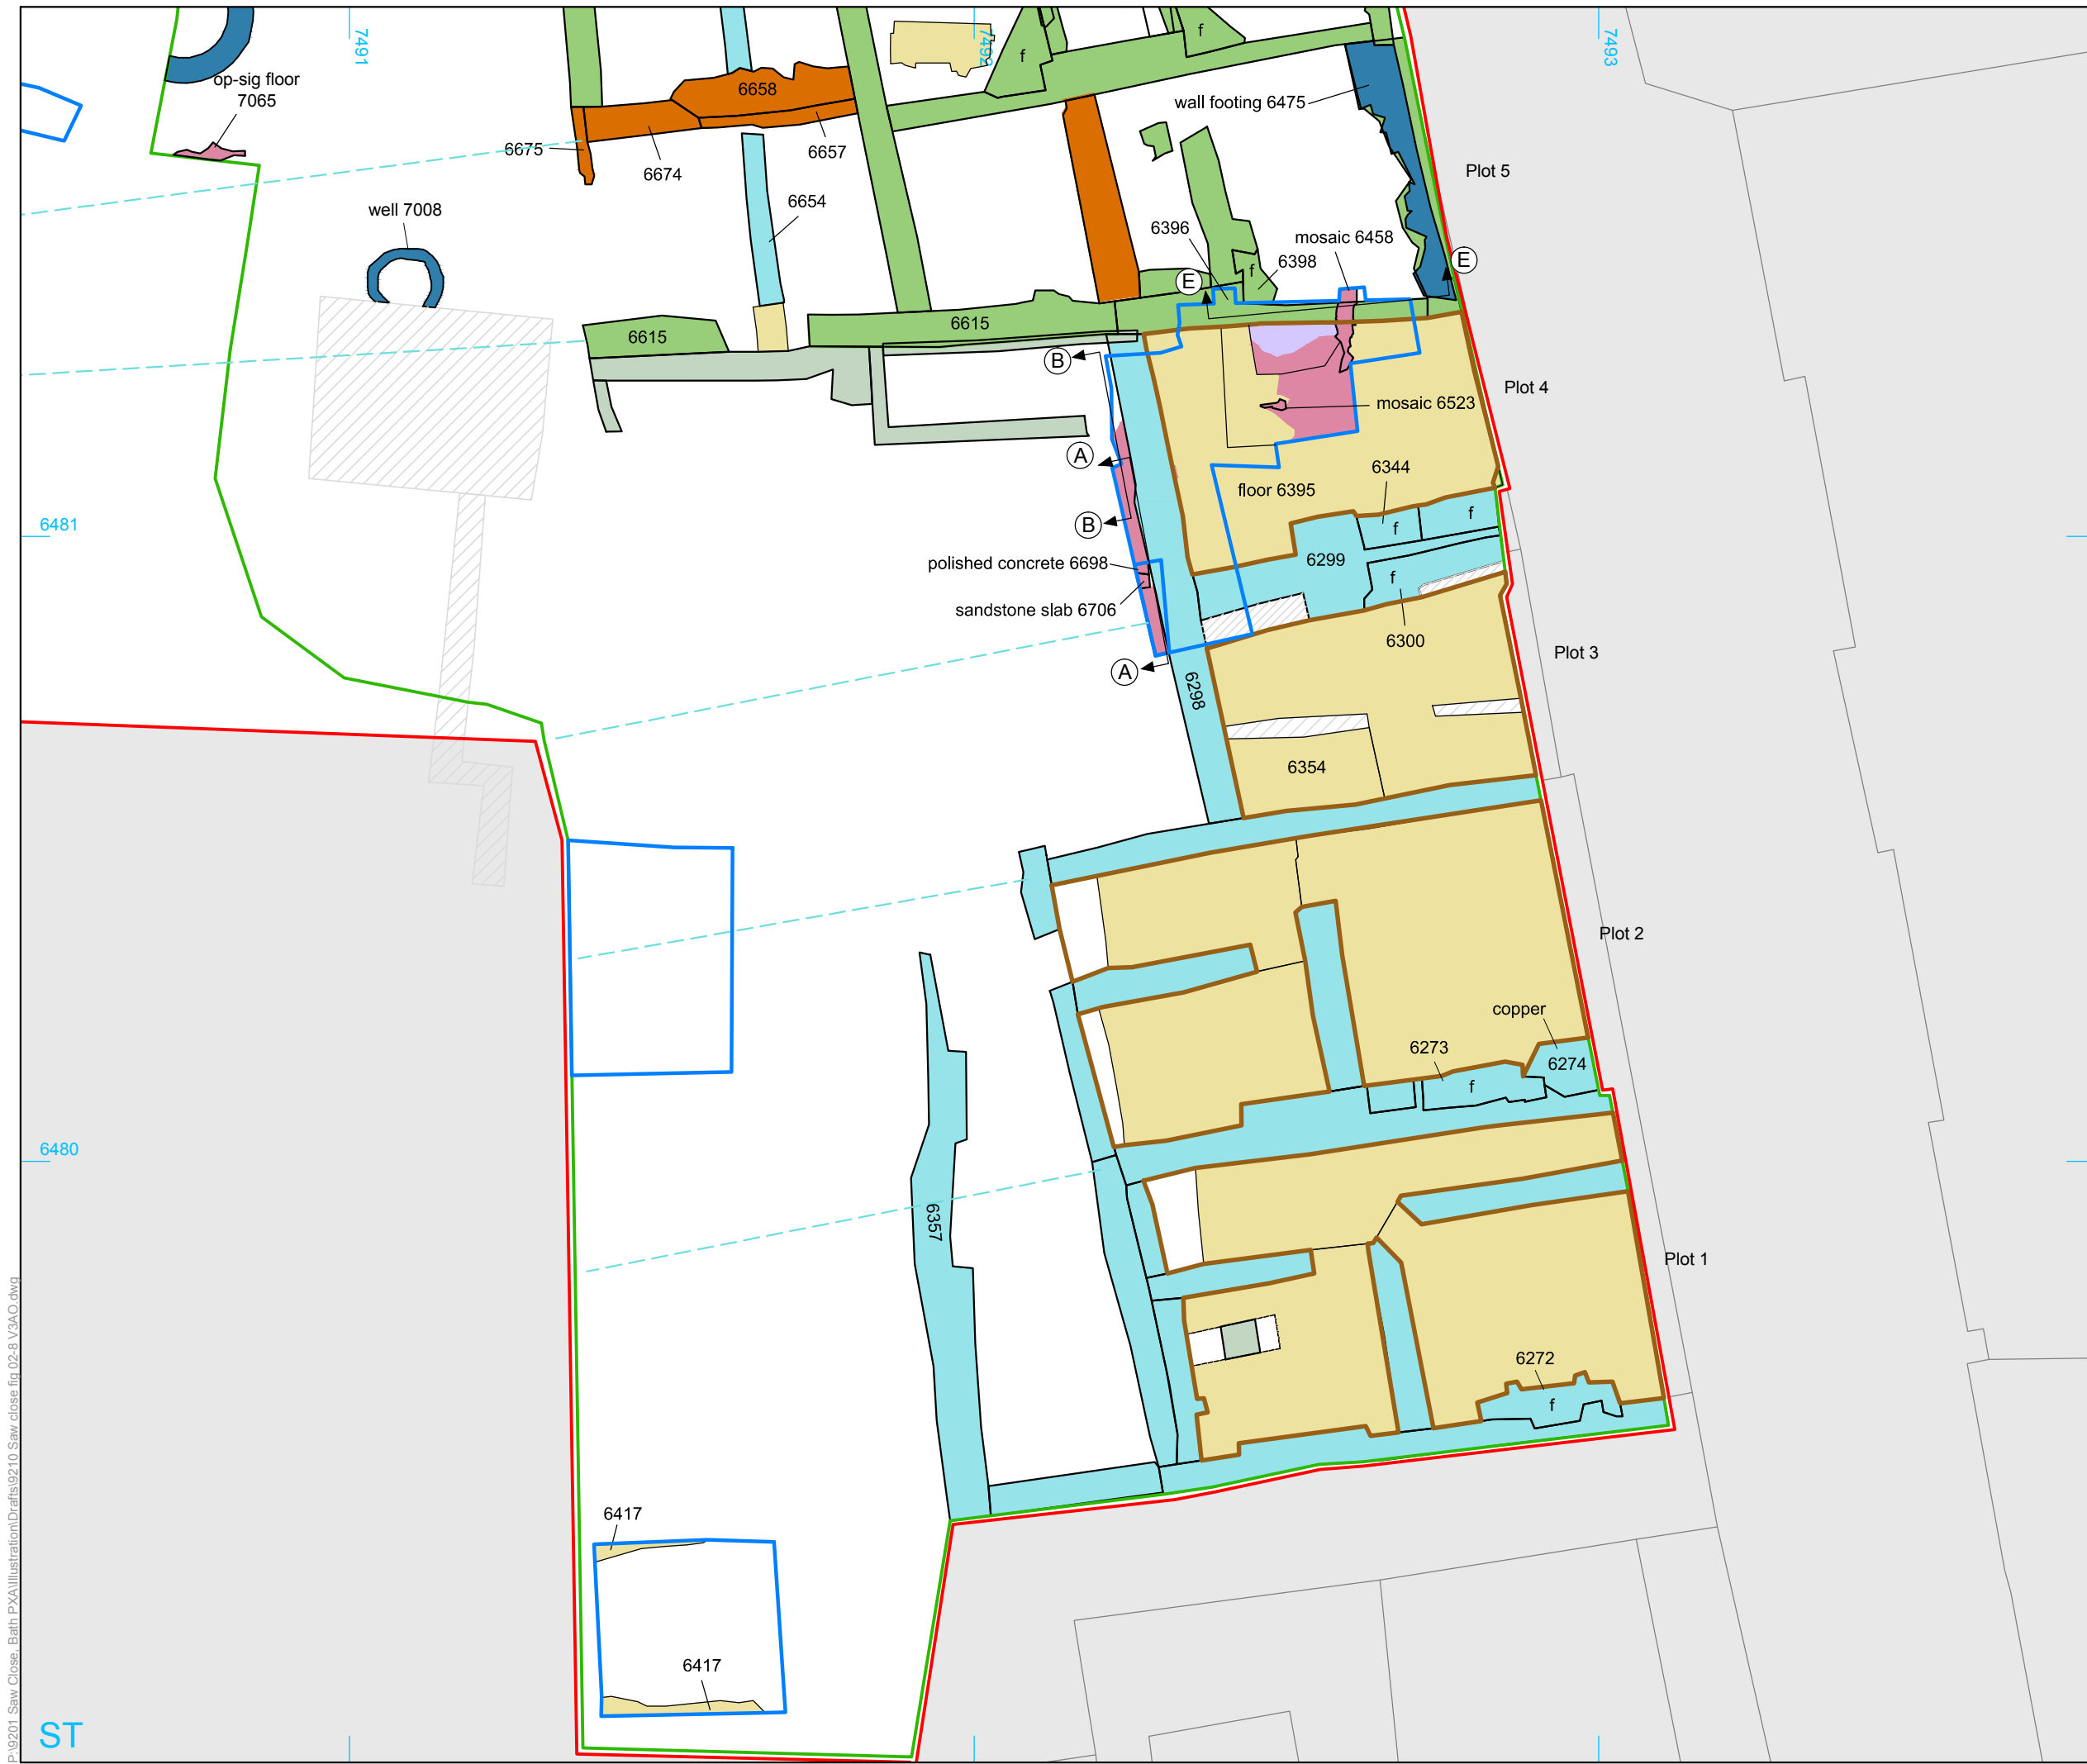 7491
7492
7493
op-sig floor
7065
f
f
6658
wall footing 6475
6675
6674
6657
Plot 5
6654
well 7008
6396
mosaic 6458
E
f
6398
E
6615
6615
B
Plot 4
mosaic 6523
A
6344
floor 6395
f
f
6481
B
6299
polished concrete 6698
f
sandstone slab 6706
6300
Plot 3
A
6298
6354
Plot 2
copper
6273
6274
f
6480
6357
Plot 1
6272
f
6417
6417
ST
P:\9201 Saw Close, Bath PXA\Illustration\Drafts\9210 Saw close fig 02-8 V3AO.dwg